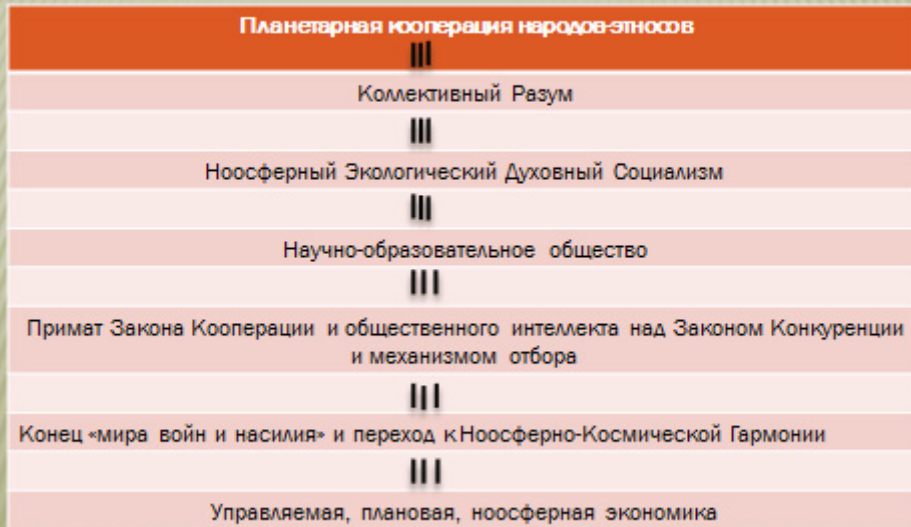 Планетарная кооперация народов-этносов
Коллективный Разум
Ноосферный Экологический Духовный Социализм
Научно-образовательное общество
Примат Закона Кооперации и общественного интеллекта над Законом Конкуренции
и механизмом отбора
Конец «мира войн и насилия» и переход к Ноосферно-Космической Гармонии
Управляемая, плановая, ноосферная экономика